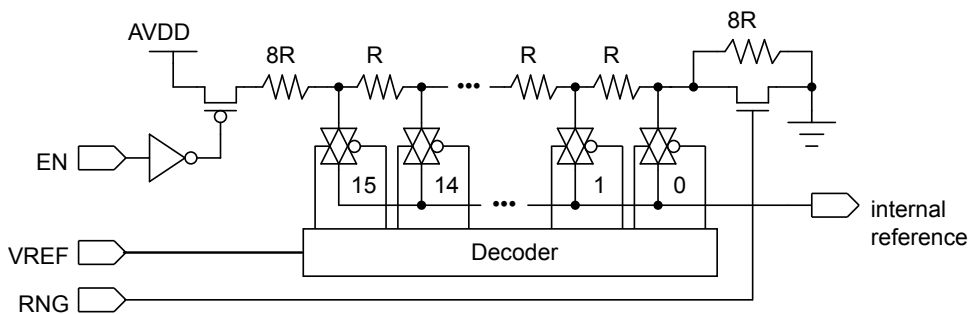 8R
AVDD
8R
R
R
R
•••
EN
15
14
1
0
•••
internal
reference
VREF
Decoder
RNG